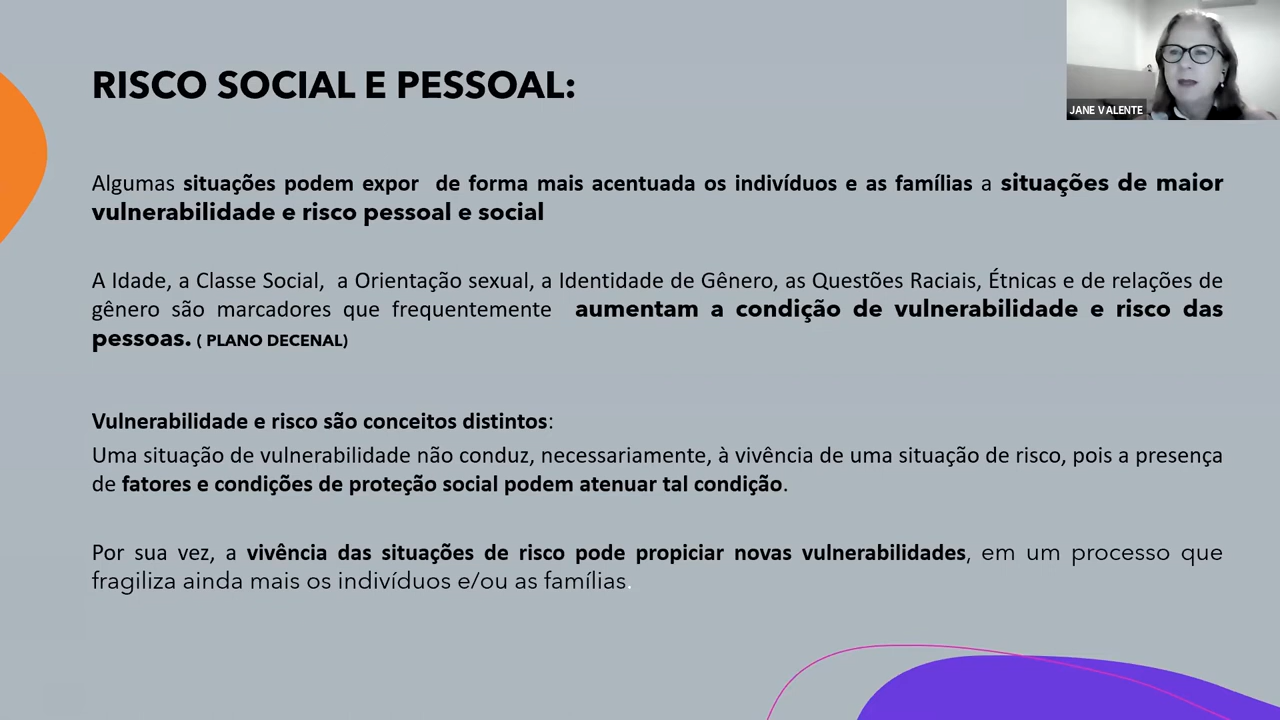 RISCO SOCIAL E PESSOAL:
JANE VALENTE
Algumas situações podem expor de forma mais acentuada os indivíduos e as famílias a situações de maior
vulnerabilidade e risco pessoal e social
A Idade, a Classe Social, a Orientação sexual, a Identidade de Gênero, as Questões Raciais, Étnicas e de relações de
gênero são marcadores que frequentemente aumentam a condição de vulnerabilidade e risco das
pessoas. ( PLANO DECENAL)
Vulnerabilidade e risco são conceitos distintos:
Uma situação de vulnerabilidade não conduz, necessariamente, à vivência de uma situação de risco, pois a presença
de fatores e condições de proteção social podem atenuar tal condição.
Por sua vez, a vivência das situações de risco pode propiciar novas vulnerabilidades, em um processo que
fragiliza ainda mais os indivíduos e/ou as famílias.